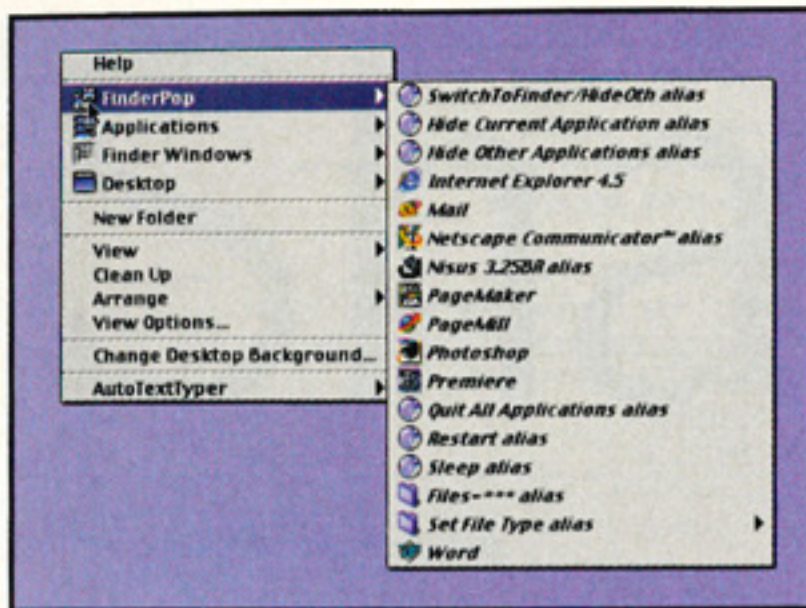 Help
FinderPop
Applications
Finder Windows
Desktop
New Folder
View
Clean Up
Arrange
View Options...
Change Desktop Background...
AutoTextTyper
SwitchToFinder/HideOth alias
Hide Current Application alias
Hide Other Applications alias
Internet Explorer 4.5
Mail
Netscape Communicator™ alias
Nisus 3.25BR alias
PageMaker
PageMill
Photoshop
Premiere
Quit All Applications alias
Restart alias
Sleep alias
Files-*** alias
Set File Type alias
Word